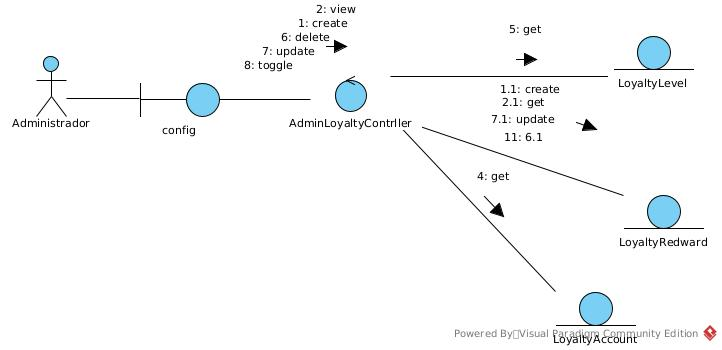 2: view
1: create
6: delete
7: update
8: toggle
5: get
LoyaltyLevel
1.1: create
2.1: get
7.1: update
11: 6.1
Administrador
config
AdminLoyaltyContrller
4: get
LoyaltyRedward
Powered By Visual Paradigm Community Edition
LoyaltyAccount